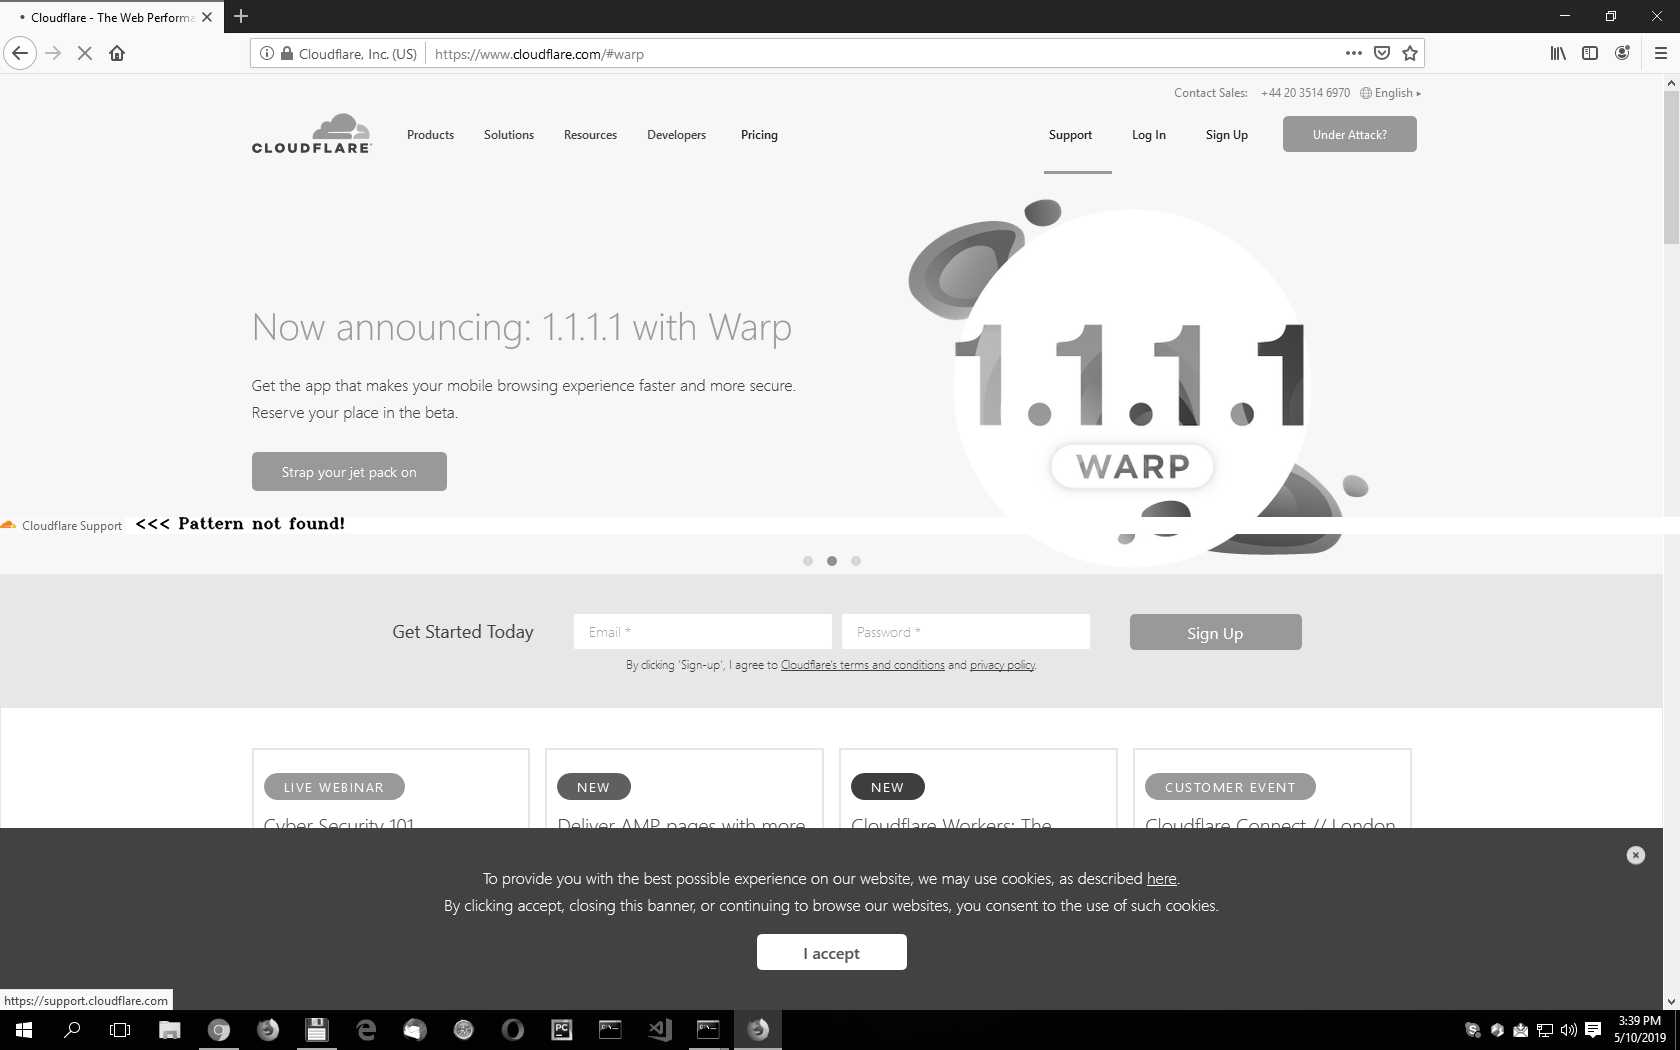 Cloudflare - The Web Performa
Cloudflare, Inc. (US)
https://www.cloudflare.com/#warp
Contact Sales: +44 20 3514 6970 English
CLOUDFLARE
Products Solutions Resources Developers Pricing
Support Log In Sign Up Under Attack?
Now announcing: 1.1.1.1 with Warp
Get the app that makes your mobile browsing experience faster and more secure.
Reserve your place in the beta.
Strap your jet pack on
1.1.1.1
WARP
Cloudflare Support <<< Pattern not found!
Get Started Today Email * Password * Sign Up
By clicking 'Sign-up', I agree to Cloudflare's terms and conditions and privacy policy.
LIVE WEBINAR
Cyber Security 101
NEW
Deliver AMP pages with more
NEW
Cloudflare Workers: The
CUSTOMER EVENT
Cloudflare Connect // London
To provide you with the best possible experience on our website, we may use cookies, as described here.
By clicking accept, closing this banner, or continuing to browse our websites, you consent to the use of such cookies.
I accept
https://support.cloudflare.com
PC
3:39 PM
5/10/2019